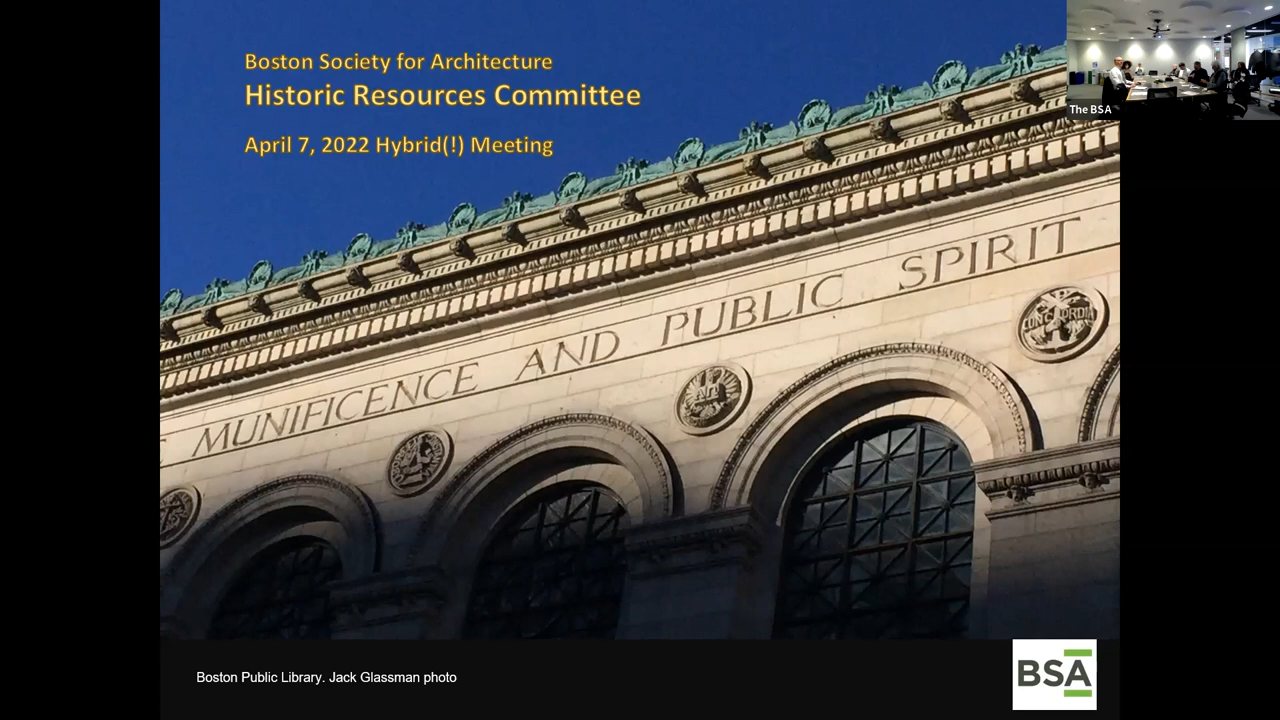 Boston Society for Architecture
Historic Resources Committee
April 7, 2022 Hybrid(!) Meeting
The BSA
MUNIFICENCE AND PUBLIC SPIRIT
CONCORDIA
Boston Public Library. Jack Glassman photo
BSA